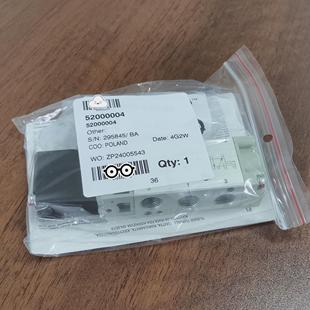 52000004
52000004
Other:
S/N: 295845/ BA
COO: POLAND
Date: 4G2W
WO: ZP24005543
Qty: 1
36